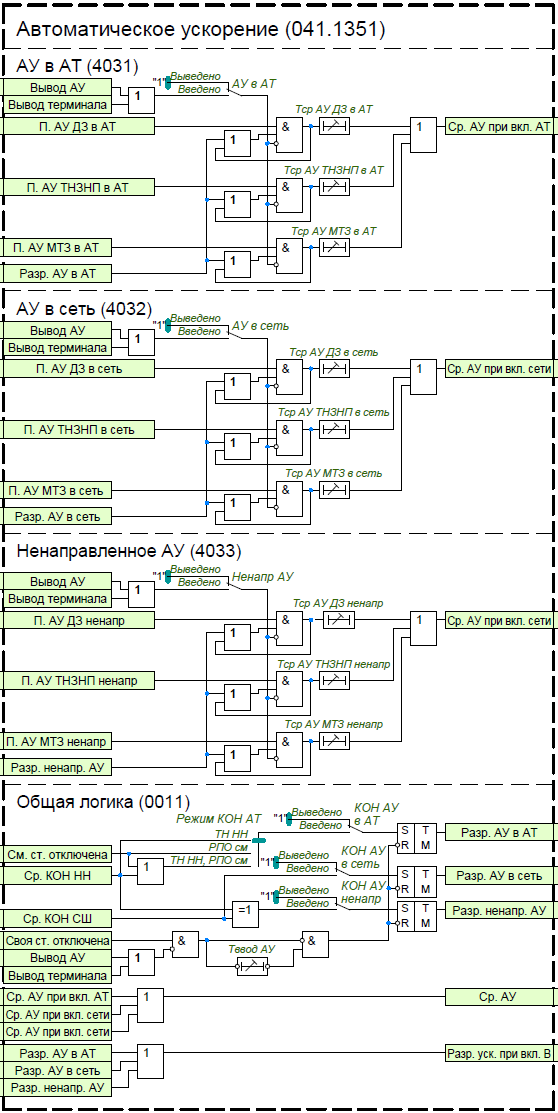 Автоматическое ускорение (041.1351)
АУ в АТ (4031)
"1" Выведено АУ в АТ
Вывод АУ 1 Введено
Вывод терминала
Тср АУ ДЗ в АТ
П. АУ ДЗ в АТ & 1 Ср. АУ при вкл. АТ
1
Тср АУ ТНЗНП в АТ
П. АУ ТНЗНП в АТ &
1
Тср АУ МТЗ в АТ
П. АУ МТЗ в АТ &
Разр. АУ в АТ 1
АУ в сеть (4032)
"1" Выведено АУ в сеть
Вывод АУ 1 Введено
Вывод терминала
Тср АУ ДЗ в сеть
П. АУ ДЗ в сеть & 1 Ср. АУ при вкл. сети
1
Тср АУ ТНЗНП в сеть
П. АУ ТНЗНП в сеть &
1
Тср АУ МТЗ в сеть
П. АУ МТЗ в сеть &
Разр. АУ в сеть 1
Ненаправленное АУ (4033)
"1" Выведено Ненапр АУ
Вывод АУ 1 Введено
Вывод терминала
Тср АУ ДЗ ненапр
П. АУ ДЗ ненапр & 1 Ср. АУ при вкл. сети
1
Тср АУ ТНЗНП ненапр
П. АУ ТНЗНП ненапр &
1
Тср АУ МТЗ ненапр
П. АУ МТЗ ненапр &
Разр. ненапр. АУ 1
Общая логика (0011)
Режим КОН АТ "1" Выведено КОН АУ
Введено в АТ
ТН НН S T Разр. АУ в АТ
РПО см R M
См. ст. отключена
ТН НН, РПО см "1" Выведено КОН АУ
Введено в сеть
Ср. КОН НН 1 S T Разр. АУ в сеть
R M
"1" Выведено КОН АУ
Введено ненапр
Ср. КОН СШ =1 S T Разр. ненапр. АУ
R M
Своя ст. отключена & &
Вывод АУ 1 Tввод АУ
Вывод терминала
Ср. АУ при вкл. АТ 1 Ср. АУ
Ср. АУ при вкл. сети
Ср. АУ при вкл. сети
Разр. АУ в АТ 1 Разр. уск. при вкл. В
Разр. АУ в сеть
Разр. ненапр. АУ